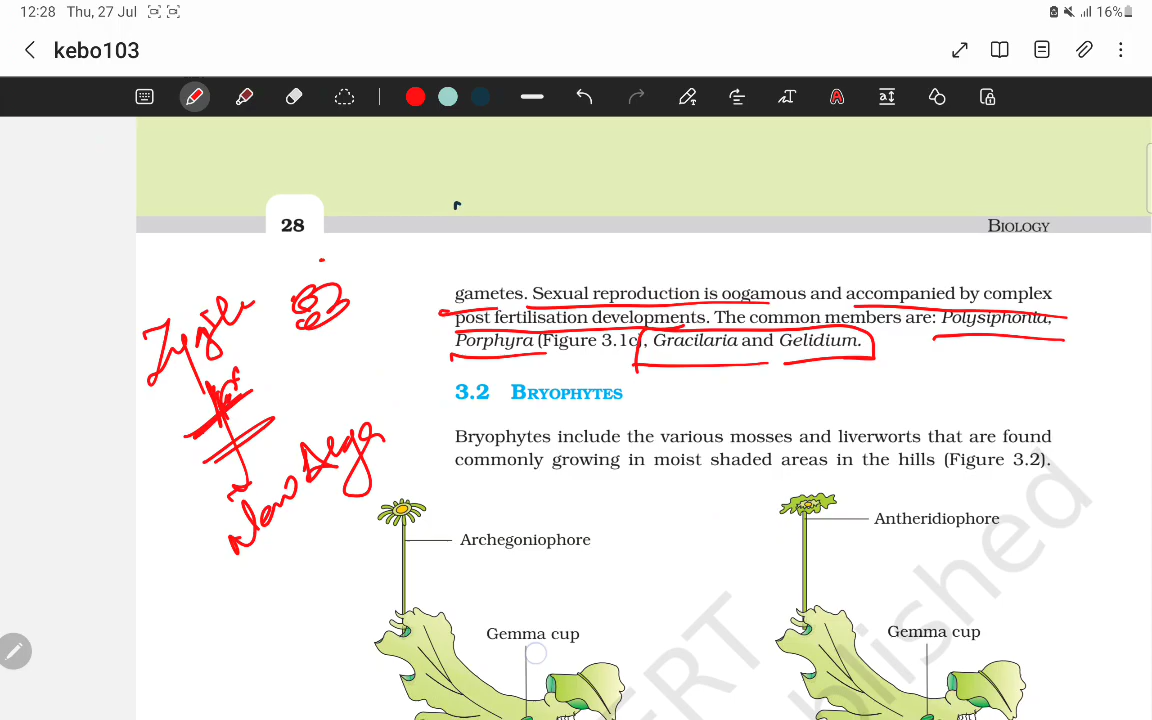 12:28 Thu, 27 Jul 16%
kebo103
28
BIOLOGY
gametes. Sexual reproduction is oogamous and accompanied by complex
post fertilisation developments. The common members are: Polysiphonia,
Porphyra (Figure 3.1c), Gracilaria and Gelidium.
3.2 BRYOPHYTES
Bryophytes include the various mosses and liverworts that are found
commonly growing in moist shaded areas in the hills (Figure 3.2).
Archegoniophore
Antheridiophore
Gemma cup
Gemma cup